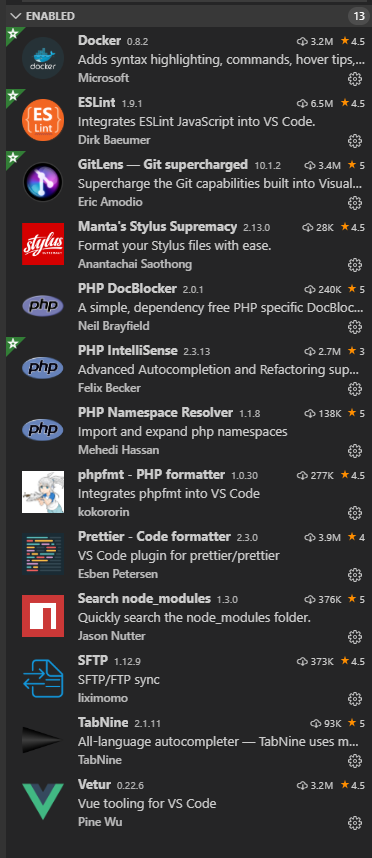 ENABLED 13
Docker 0.8.2 3.2M 4.5
Adds syntax highlighting, commands, hover tips,...
Microsoft
docker
ESLint 1.9.1 6.5M 4.5
Integrates ESLint JavaScript into VS Code.
Dirk Baeumer
ES
Lint
GitLens — Git supercharged 10.1.2 3.4M 5
Supercharge the Git capabilities built into Visual...
Eric Amodio
Manta's Stylus Supremacy 2.13.0 28K 4.5
Format your Stylus files with ease.
Anantachai Saothong
stylus
PHP DocBlocker 2.0.1 240K 5
A simple, dependency free PHP specific DocBloc...
Neil Brayfield
php
PHP IntelliSense 2.3.13 2.7M 3
Advanced Autocompletion and Refactoring sup...
Felix Becker
php
PHP Namespace Resolver 1.1.8 138K 5
Import and expand php namespaces
Mehedi Hassan
php
phpfmt - PHP formatter 1.0.30 277K 4.5
Integrates phpfmt into VS Code
kokororin
Prettier - Code formatter 2.3.0 3.9M 4
VS Code plugin for prettier/prettier
Esben Petersen
Search node_modules 1.3.0 376K 5
Quickly search the node_modules folder.
Jason Nutter
SFTP 1.12.9 373K 4.5
SFTP/FTP sync
liximomo
TabNine 2.1.11 93K 5
All-language autocompleter — TabNine uses m...
TabNine
Vetur 0.22.6 3.2M 4.5
Vue tooling for VS Code
Pine Wu